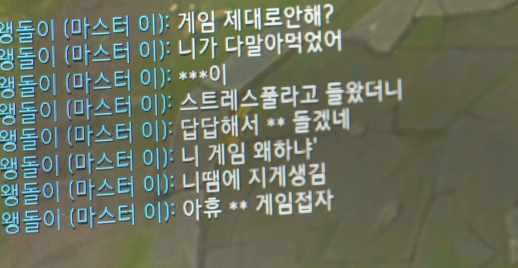 왱돌이 (마스터 이): 게임 제대로안해?
왱돌이 (마스터 이): 니가 다말아먹었어
왱돌이 (마스터 이): ***이
왱돌이 (마스터 이): 스트레스풀라고 들왔더니
왱돌이 (마스터 이): 답답해서 ** 들겠네
왱돌이 (마스터 이): 니 게임 왜하냐'
왱돌이 (마스터 이): 니땜에 지게생김
왱돌이 (마스터 이): 아휴 ** 게임접자